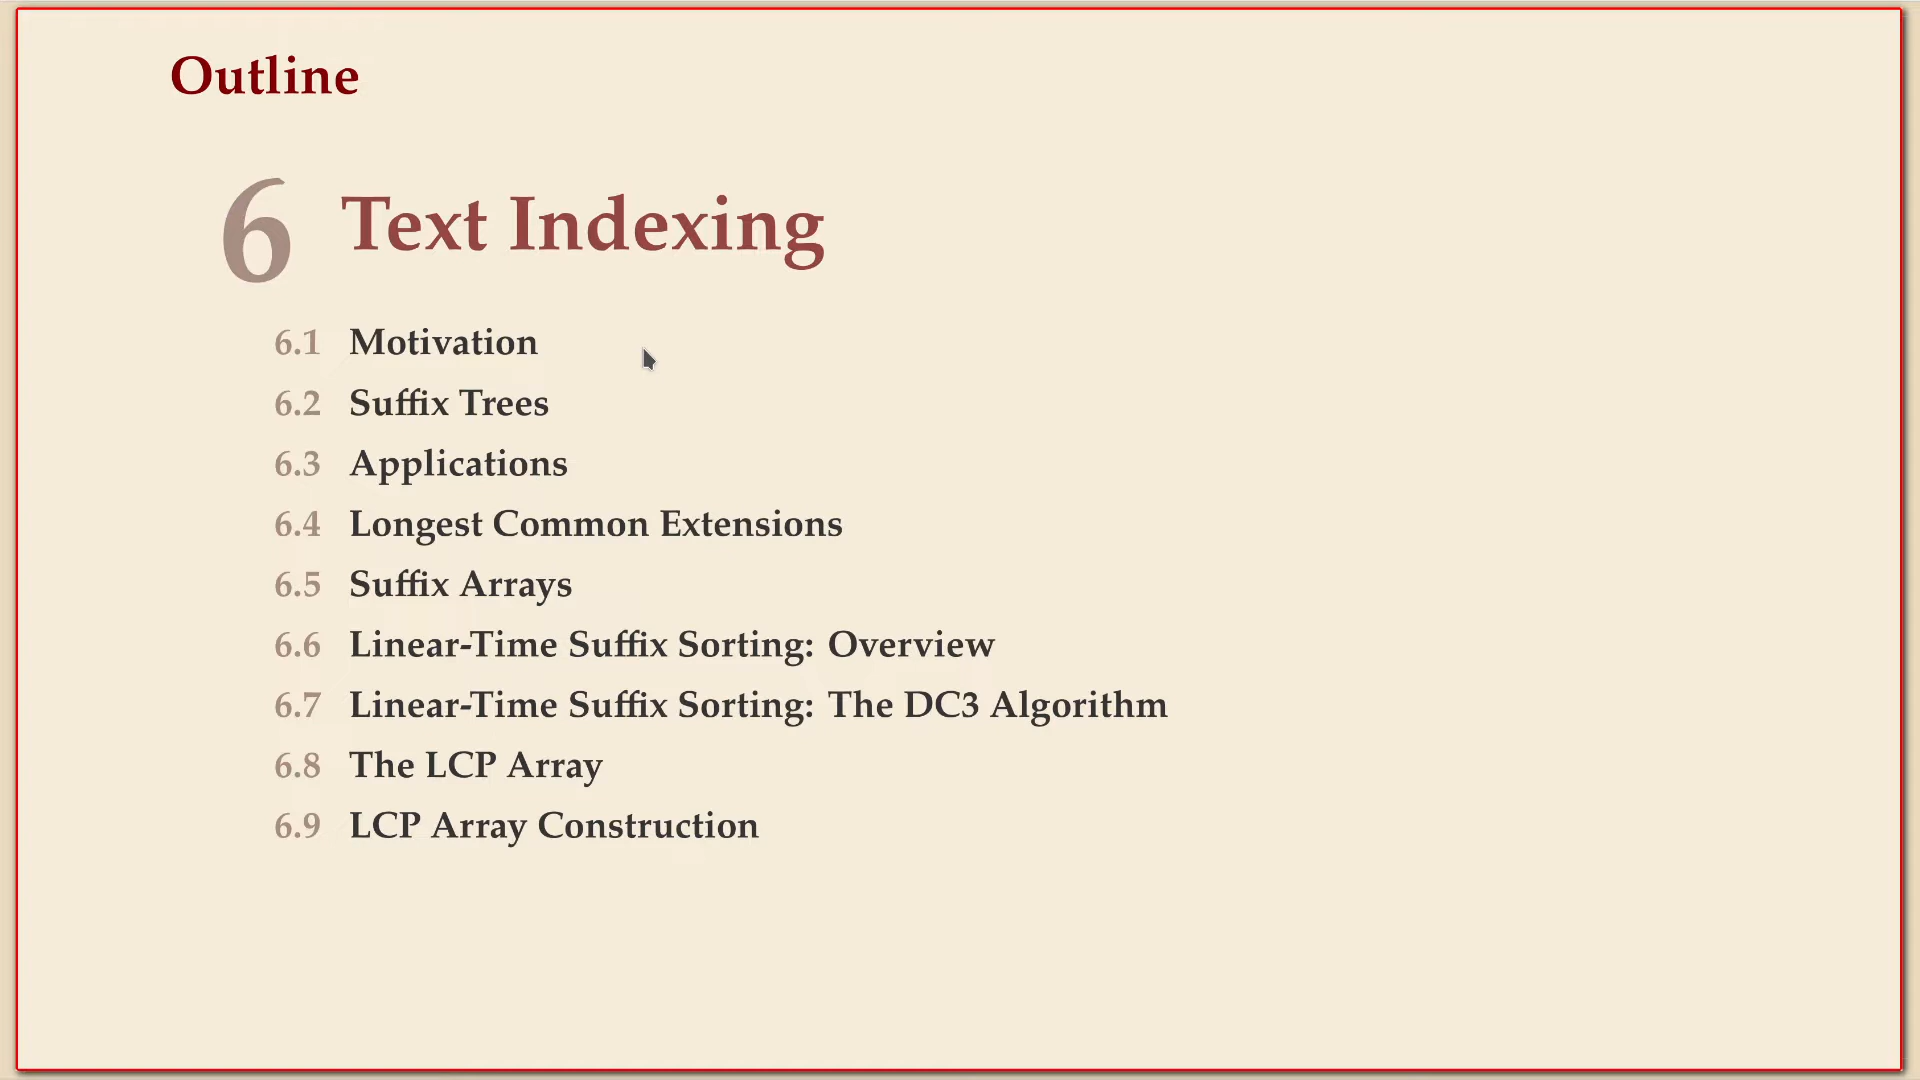 Outline
6 Text Indexing
6.1 Motivation
6.2 Suffix Trees
6.3 Applications
6.4 Longest Common Extensions
6.5 Suffix Arrays
6.6 Linear-Time Suffix Sorting: Overview
6.7 Linear-Time Suffix Sorting: The DC3 Algorithm
6.8 The LCP Array
6.9 LCP Array Construction